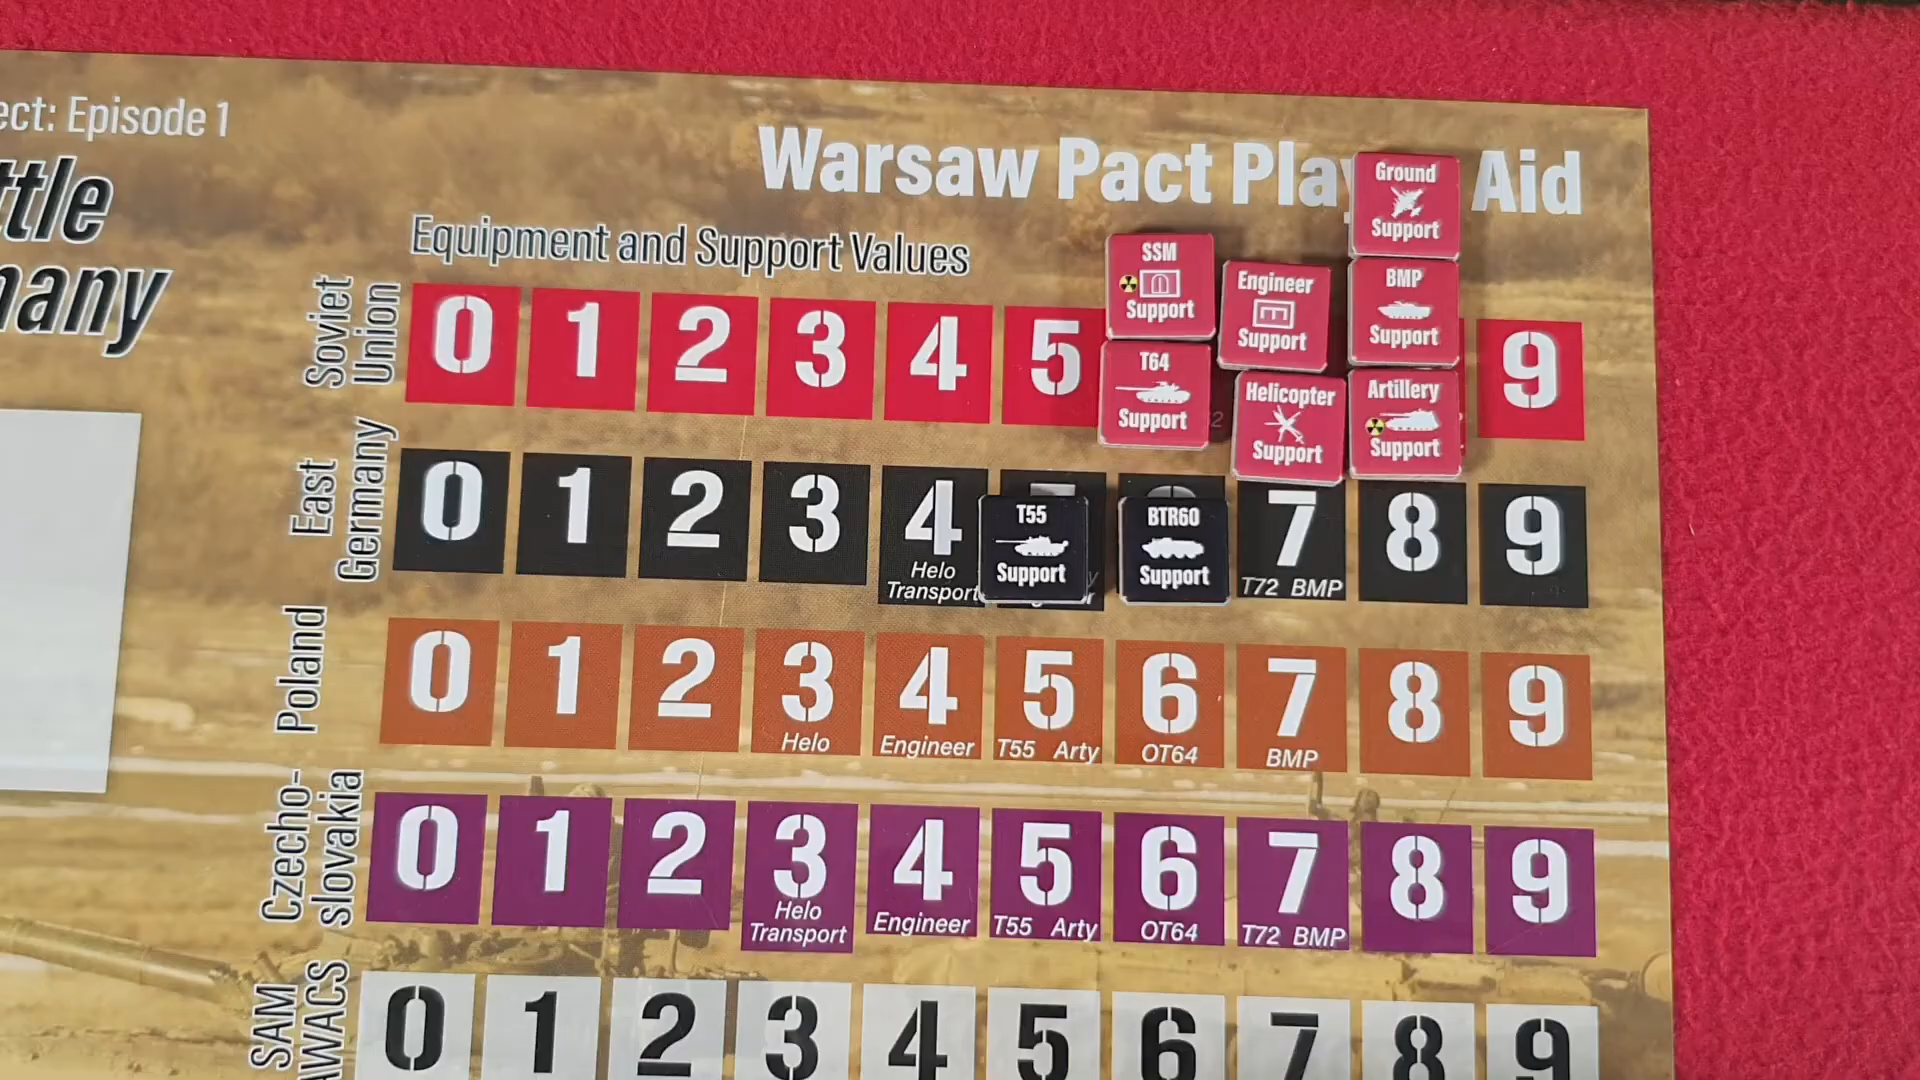 ect: Episode 1
ttle
many
Warsaw Pact Play Aid
Equipment and Support Values
Soviet
Union
0 1 2 3 4 5 9
SSM
Support
T64
Support
Engineer
Support
Helicopter
Support
Ground
Support
BMP
Support
Artillery
Support
East
Germany
0 1 2 3 4 7 8 9
Helo
Transport
T55
Support
BTR60
Support
T72 BMP
Poland
0 1 2 3 4 5 6 7 8 9
Helo
Engineer
T55 Arty
OT64
BMP
Czecho-
slovakia
0 1 2 3 4 5 6 7 8 9
Helo
Transport
Engineer
T55 Arty
OT64
T72 BMP
SAM
AWACS
0 1 2 3 4 5 6 7 8 9